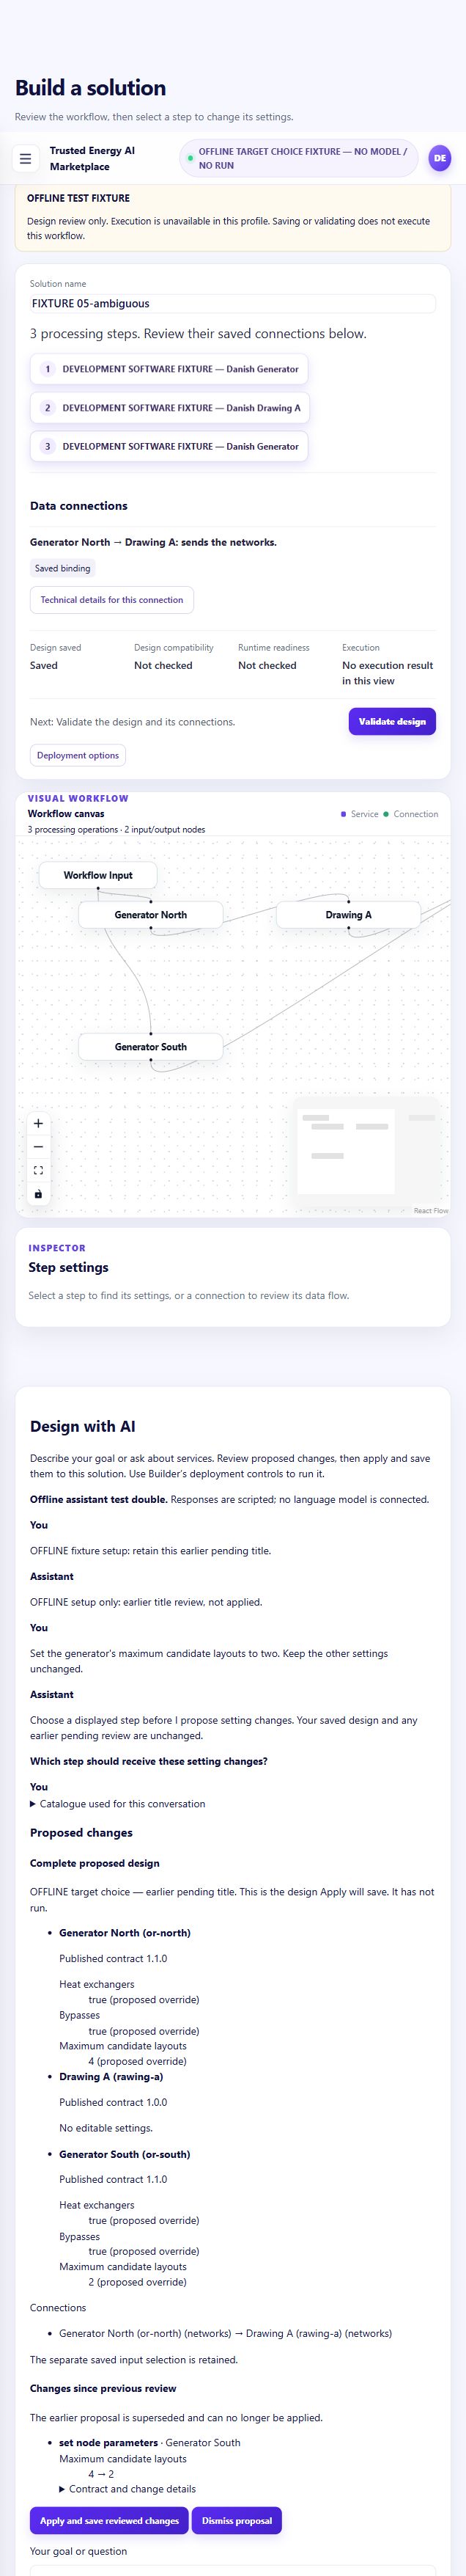 Build a solution
Review the workflow, then select a step to change its settings.
Trusted Energy AI
Marketplace
OFFLINE TARGET CHOICE FIXTURE — NO MODEL /
NO RUN
DE
OFFLINE TEST FIXTURE
Design review only. Execution is unavailable in this profile. Saving or validating does not execute
this workflow.
Solution name
FIXTURE 05-ambiguous
3 processing steps. Review their saved connections below.
1 DEVELOPMENT SOFTWARE FIXTURE — Danish Generator
2 DEVELOPMENT SOFTWARE FIXTURE — Danish Drawing A
3 DEVELOPMENT SOFTWARE FIXTURE — Danish Generator
Data connections
Generator North → Drawing A: sends the networks.
Saved binding
Technical details for this connection
Design saved
Saved
Design compatibility
Not checked
Runtime readiness
Not checked
Execution
No execution result
in this view
Next: Validate the design and its connections.
Validate design
Deployment options
VISUAL WORKFLOW
Workflow canvas
3 processing operations · 2 input/output nodes
Service
Connection
Workflow Input
Generator North
Drawing A
Generator South
React Flow
INSPECTOR
Step settings
Select a step to find its settings, or a connection to review its data flow.
Design with AI
Describe your goal or ask about services. Review proposed changes, then apply and save
them to this solution. Use Builder's deployment controls to run it.
Offline assistant test double. Responses are scripted; no language model is connected.
You
OFFLINE fixture setup: retain this earlier pending title.
Assistant
OFFLINE setup only: earlier title review, not applied.
You
Set the generator's maximum candidate layouts to two. Keep the other settings
unchanged.
Assistant
Choose a displayed step before I propose setting changes. Your saved design and any
earlier pending review are unchanged.
Which step should receive these setting changes?
You
Catalogue used for this conversation
Proposed changes
Complete proposed design
OFFLINE target choice — earlier pending title. This is the design Apply will save. It has not
run.
• Generator North (or-north)
Published contract 1.1.0
Heat exchangers
true (proposed override)
Bypasses
true (proposed override)
Maximum candidate layouts
4 (proposed override)
• Drawing A (rawing-a)
Published contract 1.0.0
No editable settings.
• Generator South (or-south)
Published contract 1.1.0
Heat exchangers
true (proposed override)
Bypasses
true (proposed override)
Maximum candidate layouts
2 (proposed override)
Connections
• Generator North (or-north) (networks) → Drawing A (rawing-a) (networks)
The separate saved input selection is retained.
Changes since previous review
The earlier proposal is superseded and can no longer be applied.
• set node parameters · Generator South
Maximum candidate layouts
4 → 2
Contract and change details
Apply and save reviewed changes
Dismiss proposal
Your goal or question